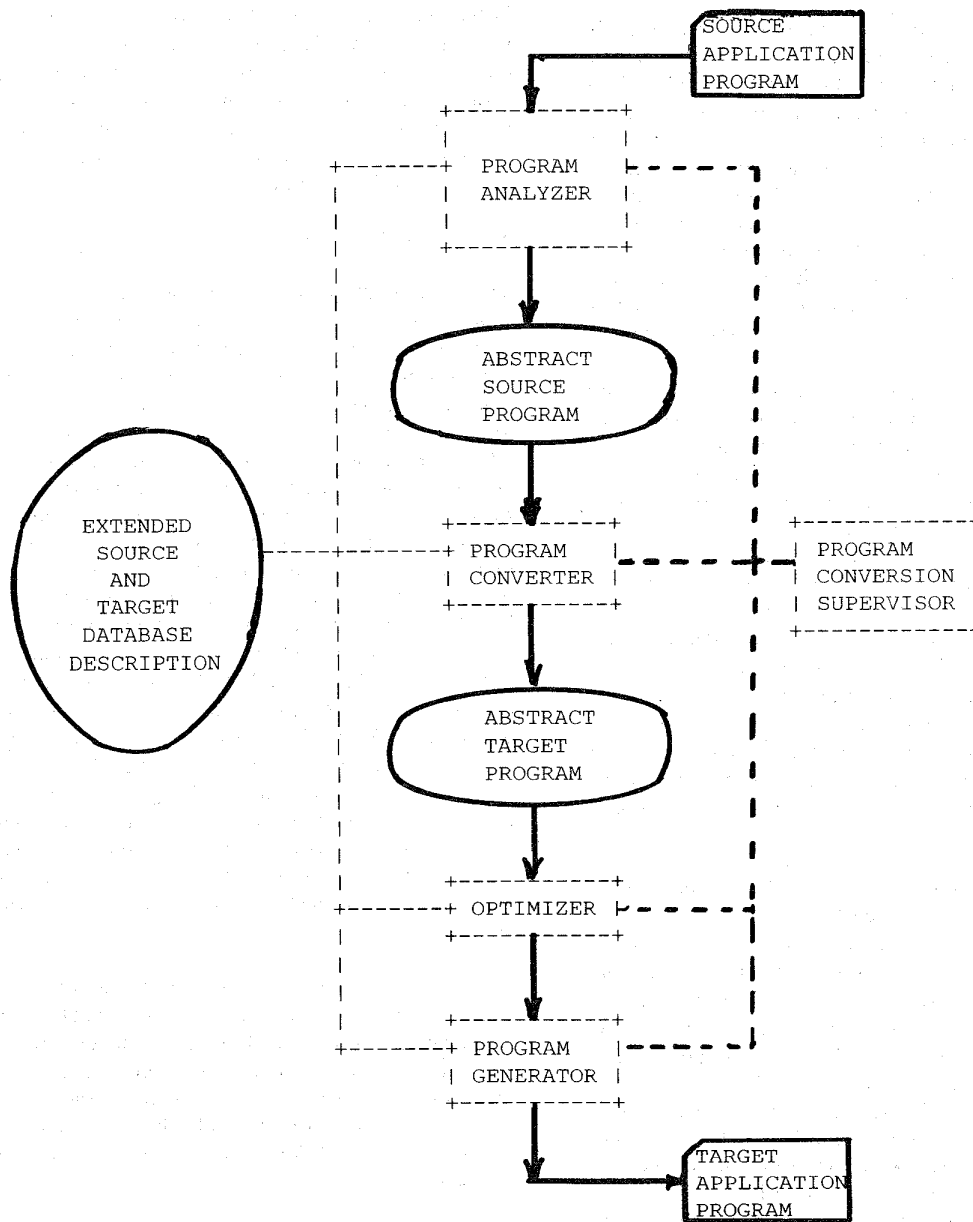 SOURCE
APPLICATION
PROGRAM
PROGRAM
ANALYZER
ABSTRACT
SOURCE
PROGRAM
EXTENDED
SOURCE
AND
TARGET
DATABASE
DESCRIPTION
PROGRAM
CONVERTER
PROGRAM
CONVERSION
SUPERVISOR
ABSTRACT
TARGET
PROGRAM
OPTIMIZER
PROGRAM
GENERATOR
TARGET
APPLICATION
PROGRAM